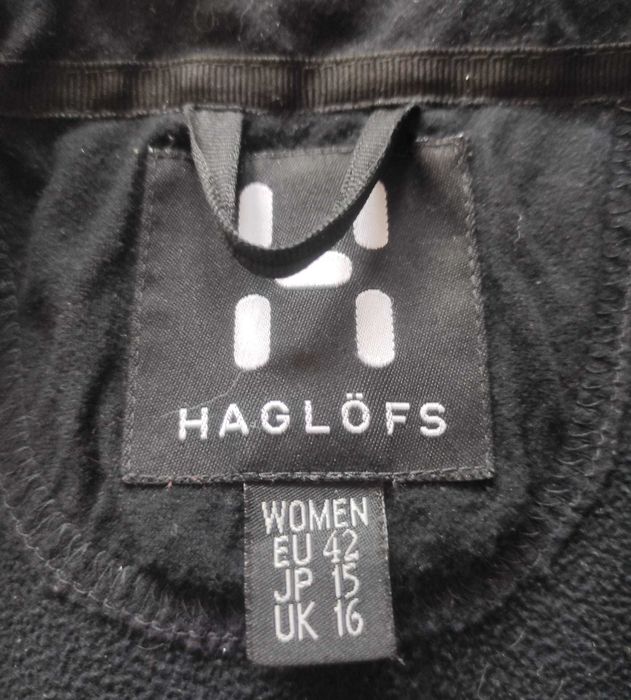 HAGLÖFS
WOMEN
EU 42
JP 15
UK 16